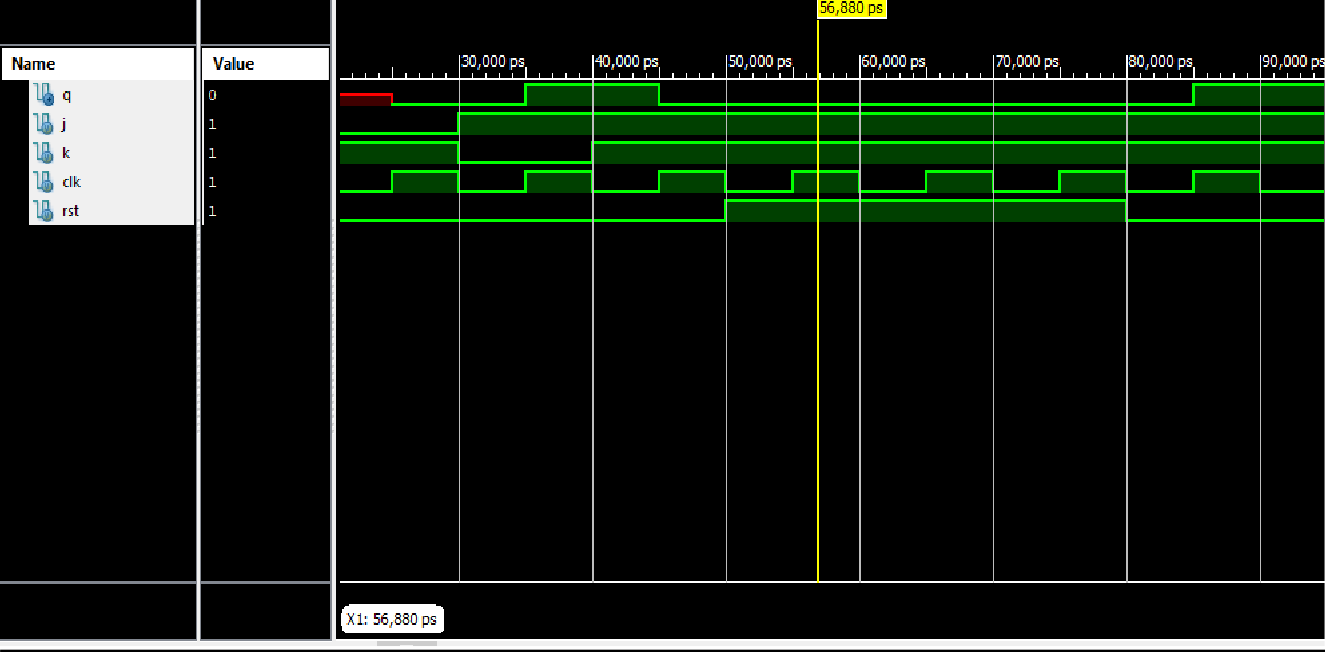 56,880 ps
Name Value
30,000 ps 40,000 ps 50,000 ps 60,000 ps 70,000 ps 80,000 ps 90,000 ps
q 0
j 1
k 1
clk 1
rst 1
X1: 56,880 ps